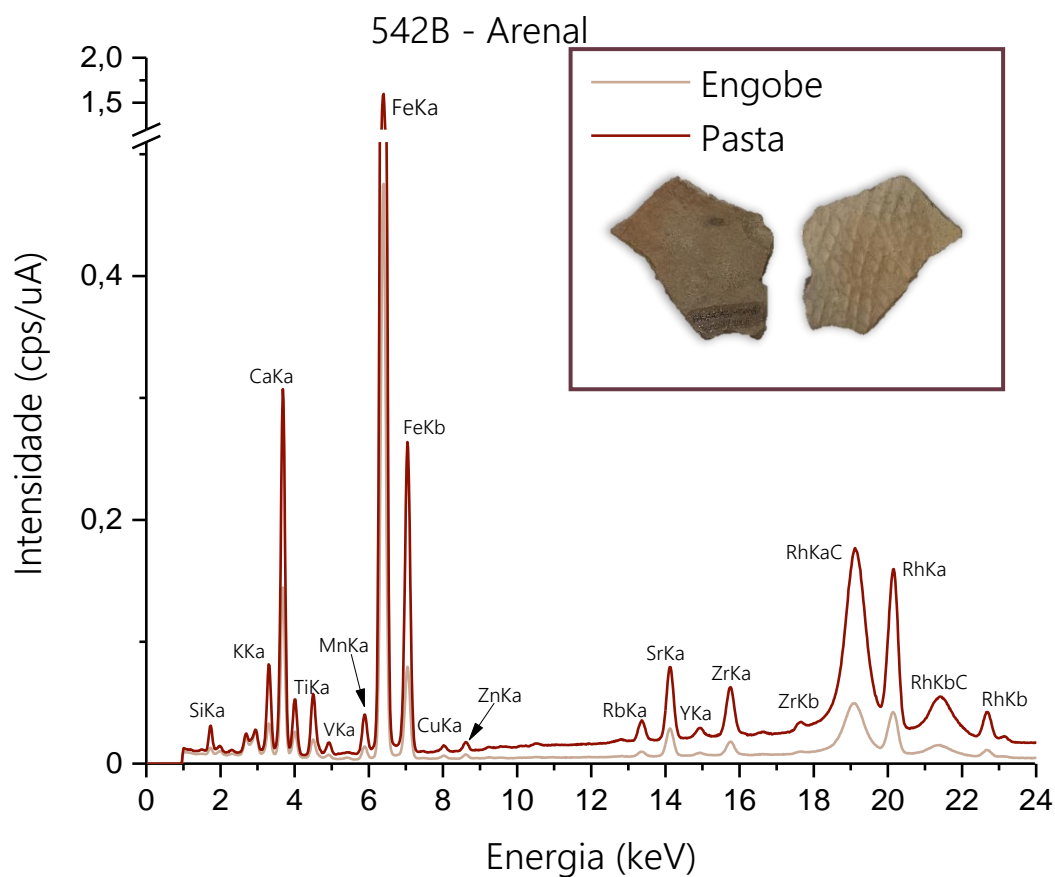 542B - Arenal
Engobe
Pasta
2,0
1,5
0,4
0,2
0
Intensidade (cps/uA)
FeKa
CaKa
FeKb
KKa
MnKa
TiKa
SiKa
VKa
CuKa
ZnKa
RbKa
SrKa
YKa
ZrKa
ZrKb
RhKaC
RhKa
RhKbC
RhKb
0 2 4 6 8 10 12 14 16 18 20 22 24
Energia (keV)